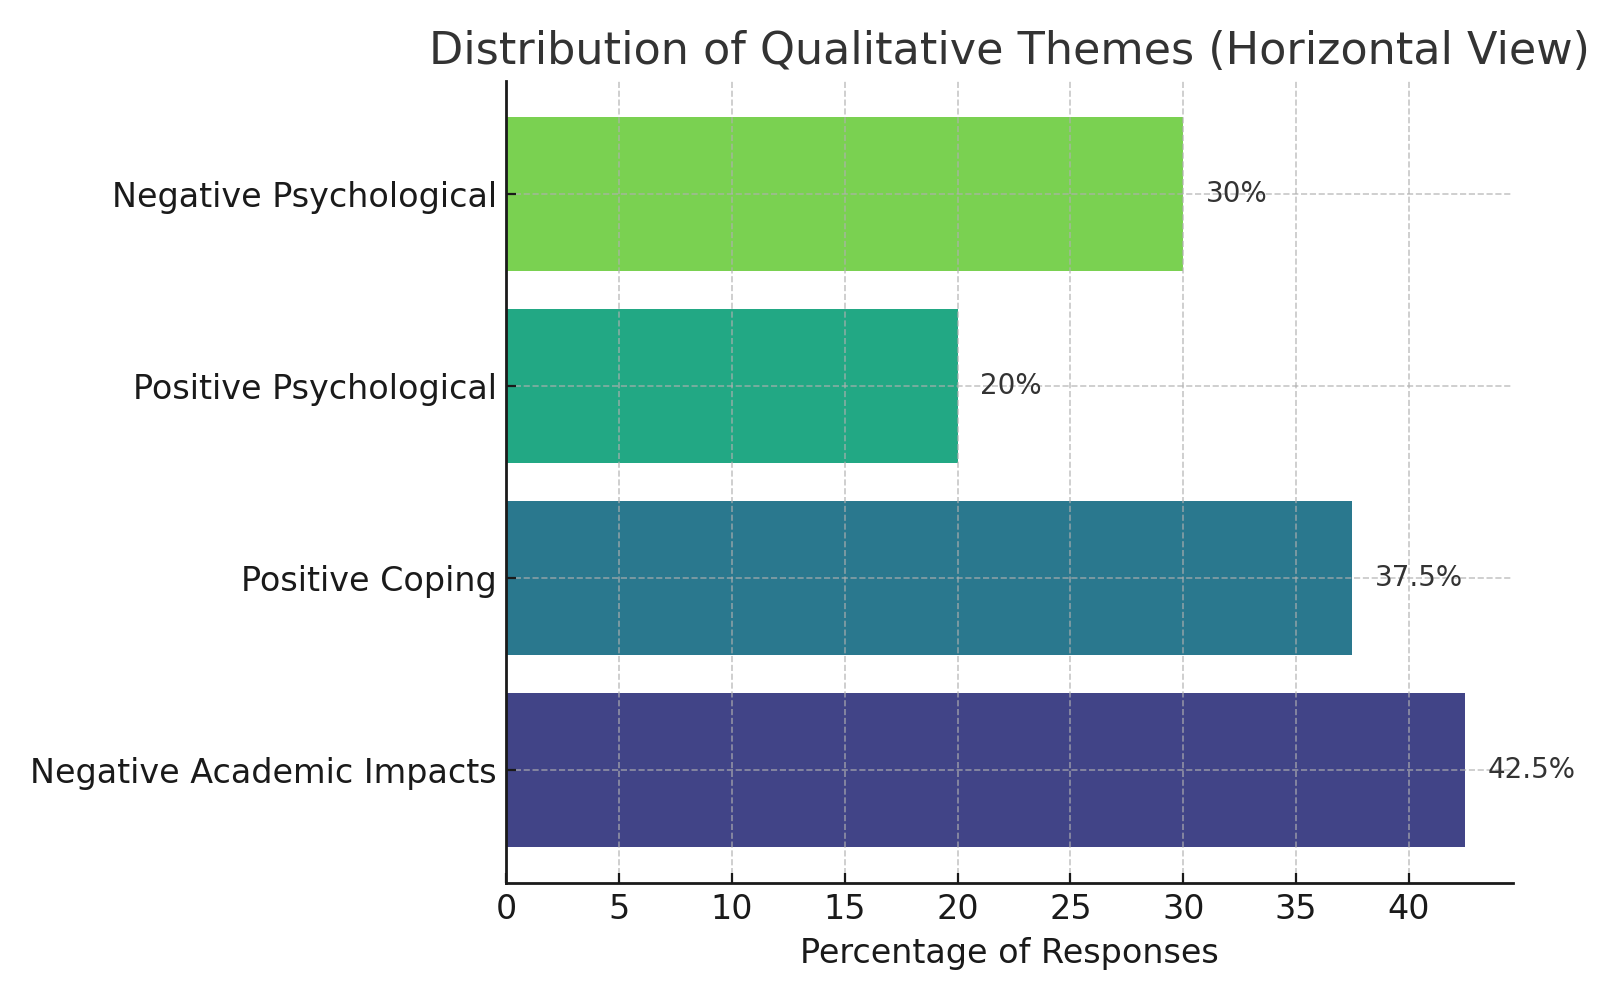 Distribution of Qualitative Themes (Horizontal View)
Negative Psychological
30%
Positive Psychological
20%
Positive Coping
37.5%
Negative Academic Impacts
42.5%
0 5 10 15 20 25 30 35 40
Percentage of Responses